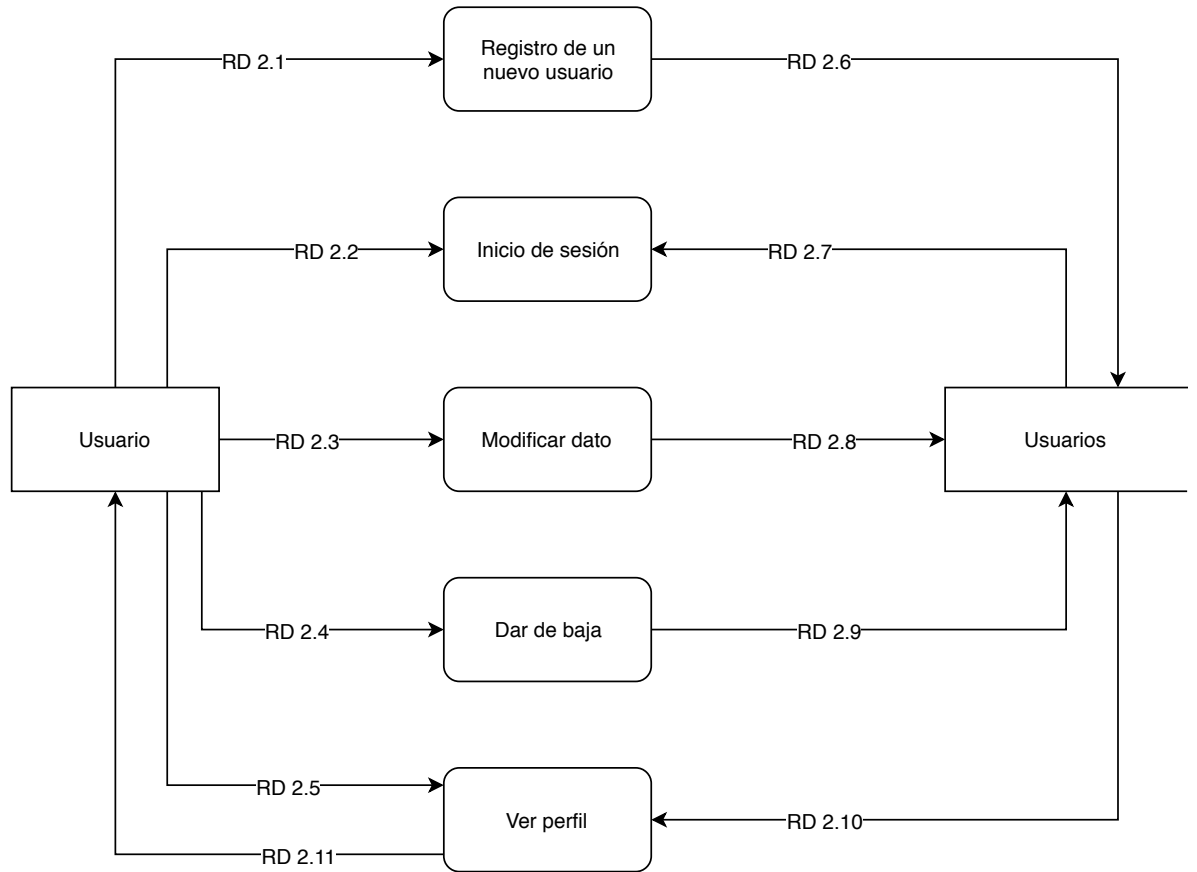 Registro de un
nuevo usuario
RD 2.1
RD 2.6
RD 2.2
Inicio de sesión
RD 2.7
Usuario
RD 2.3
Modificar dato
RD 2.8
Usuarios
RD 2.4
Dar de baja
RD 2.9
RD 2.5
Ver perfil
RD 2.10
RD 2.11